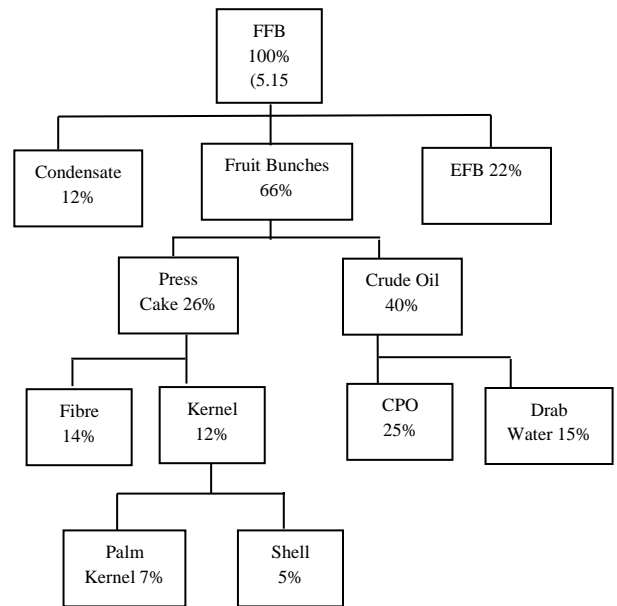 FFB
100%
(5.15
Condensate
12%
Fruit Bunches
66%
EFB 22%
Press
Cake 26%
Crude Oil
40%
Fibre
14%
Kernel
12%
CPO
25%
Drab
Water 15%
Palm
Kernel 7%
Shell
5%